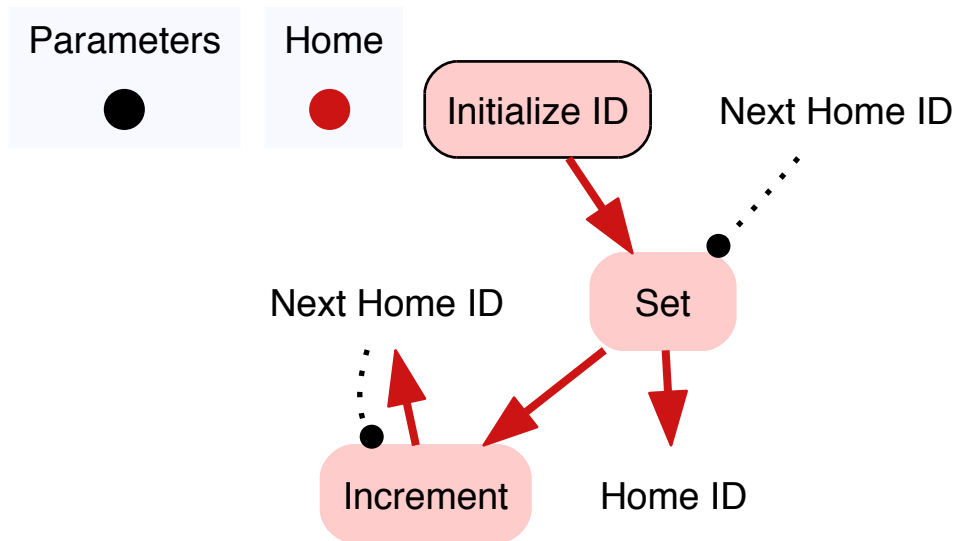 Parameters
Home
Initialize ID
Next Home ID
Next Home ID
Set
Increment
Home ID